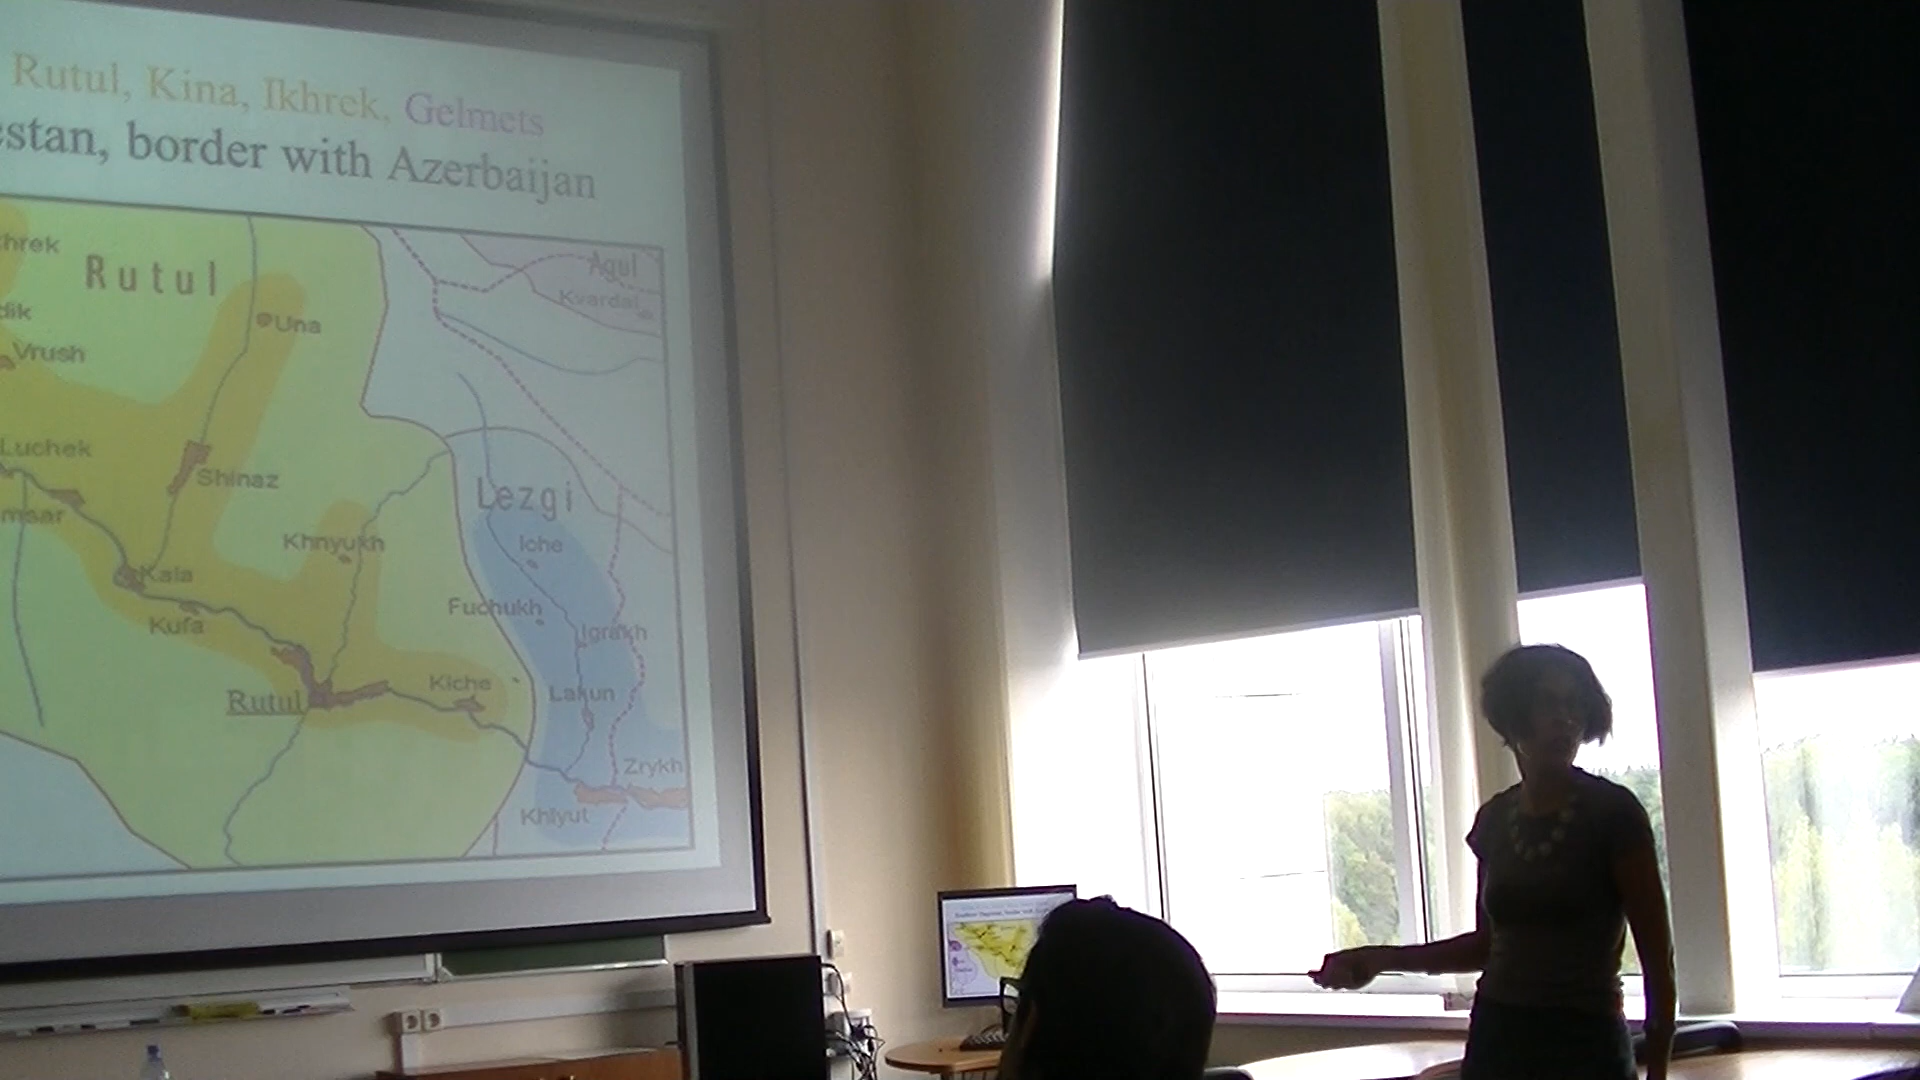 Rutul, Kina, Ikhrek, Gelmets
estan, border with Azerbaijan
hrek
Rutul
Agul
Kvardal
dik
Una
Vrush
Luchek
Shinaz
Lezgi
msar
Khnyukh
Iche
Kala
Fuchukh
Kufa
Igrakh
Rutul
Kiche
Lakun
Zrykh
Khlyut